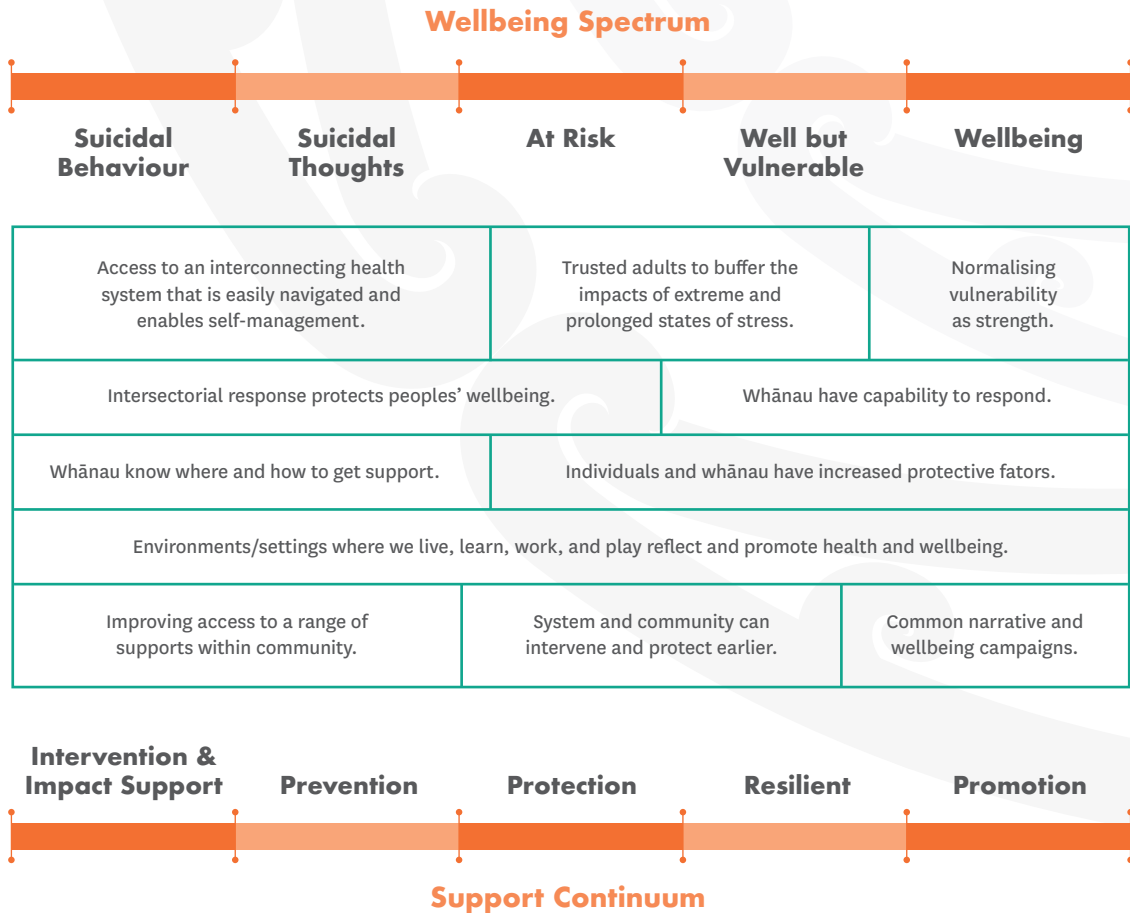 Wellbeing Spectrum
Suicidal
Behaviour
Suicidal
Thoughts
At Risk
Well but
Vulnerable
Wellbeing
Access to an interconnecting health
system that is easily navigated and
enables self-management.
Trusted adults to buffer the
impacts of extreme and
prolonged states of stress.
Normalising
vulnerability
as strength.
Intersectorial response protects peoples’ wellbeing.
Whānau have capability to respond.
Whānau know where and how to get support.
Individuals and whānau have increased protective fators.
Environments/settings where we live, learn, work, and play reflect and promote health and wellbeing.
Improving access to a range of
supports within community.
System and community can
intervene and protect earlier.
Common narrative and
wellbeing campaigns.
Intervention &
Impact Support
Prevention
Protection
Resilient
Promotion
Support Continuum